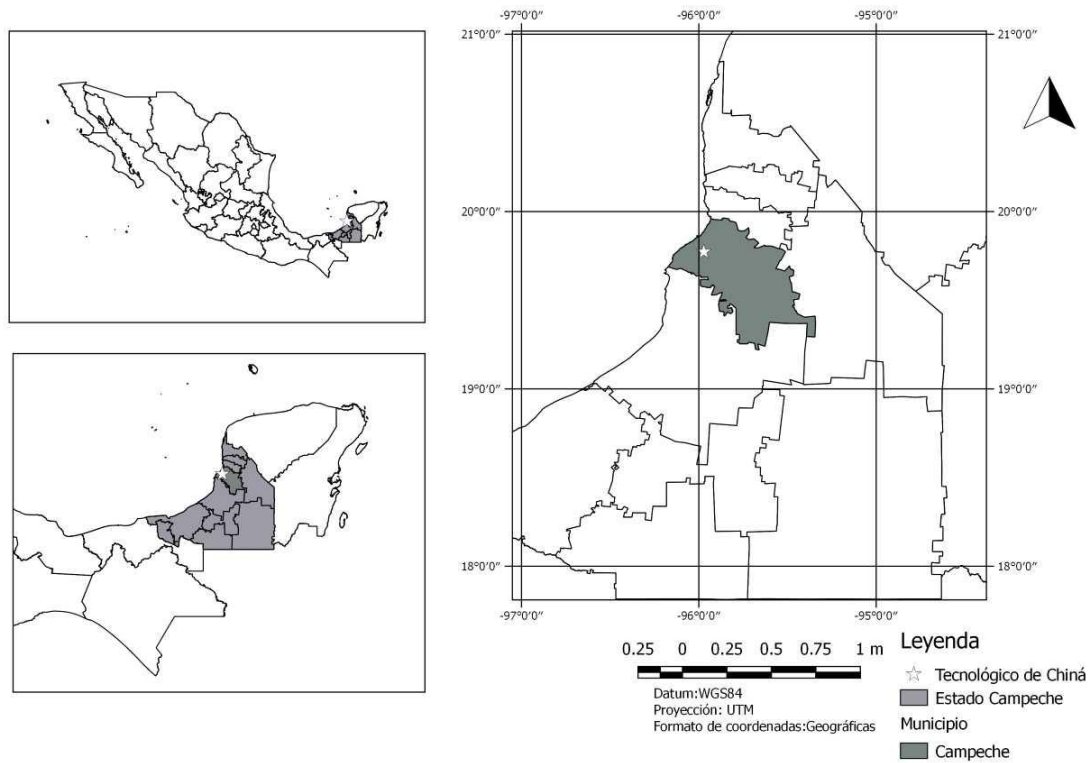 -97°0'0"
-96°0'0"
-95°0'0"
21°0'0"
21°0'0"
20°0'0"
20°0'0"
19°0'0"
19°0'0"
18°0'0"
18°0'0"
-97°0'0"
-96°0'0"
-95°0'0"
0.25 0 0.25 0.5 0.75 1 m
Datum:WGS84
Proyección: UTM
Formato de coordenadas:Geográficas
Leyenda
Tecnológico de Chiná
Estado Campeche
Municipio
Campeche